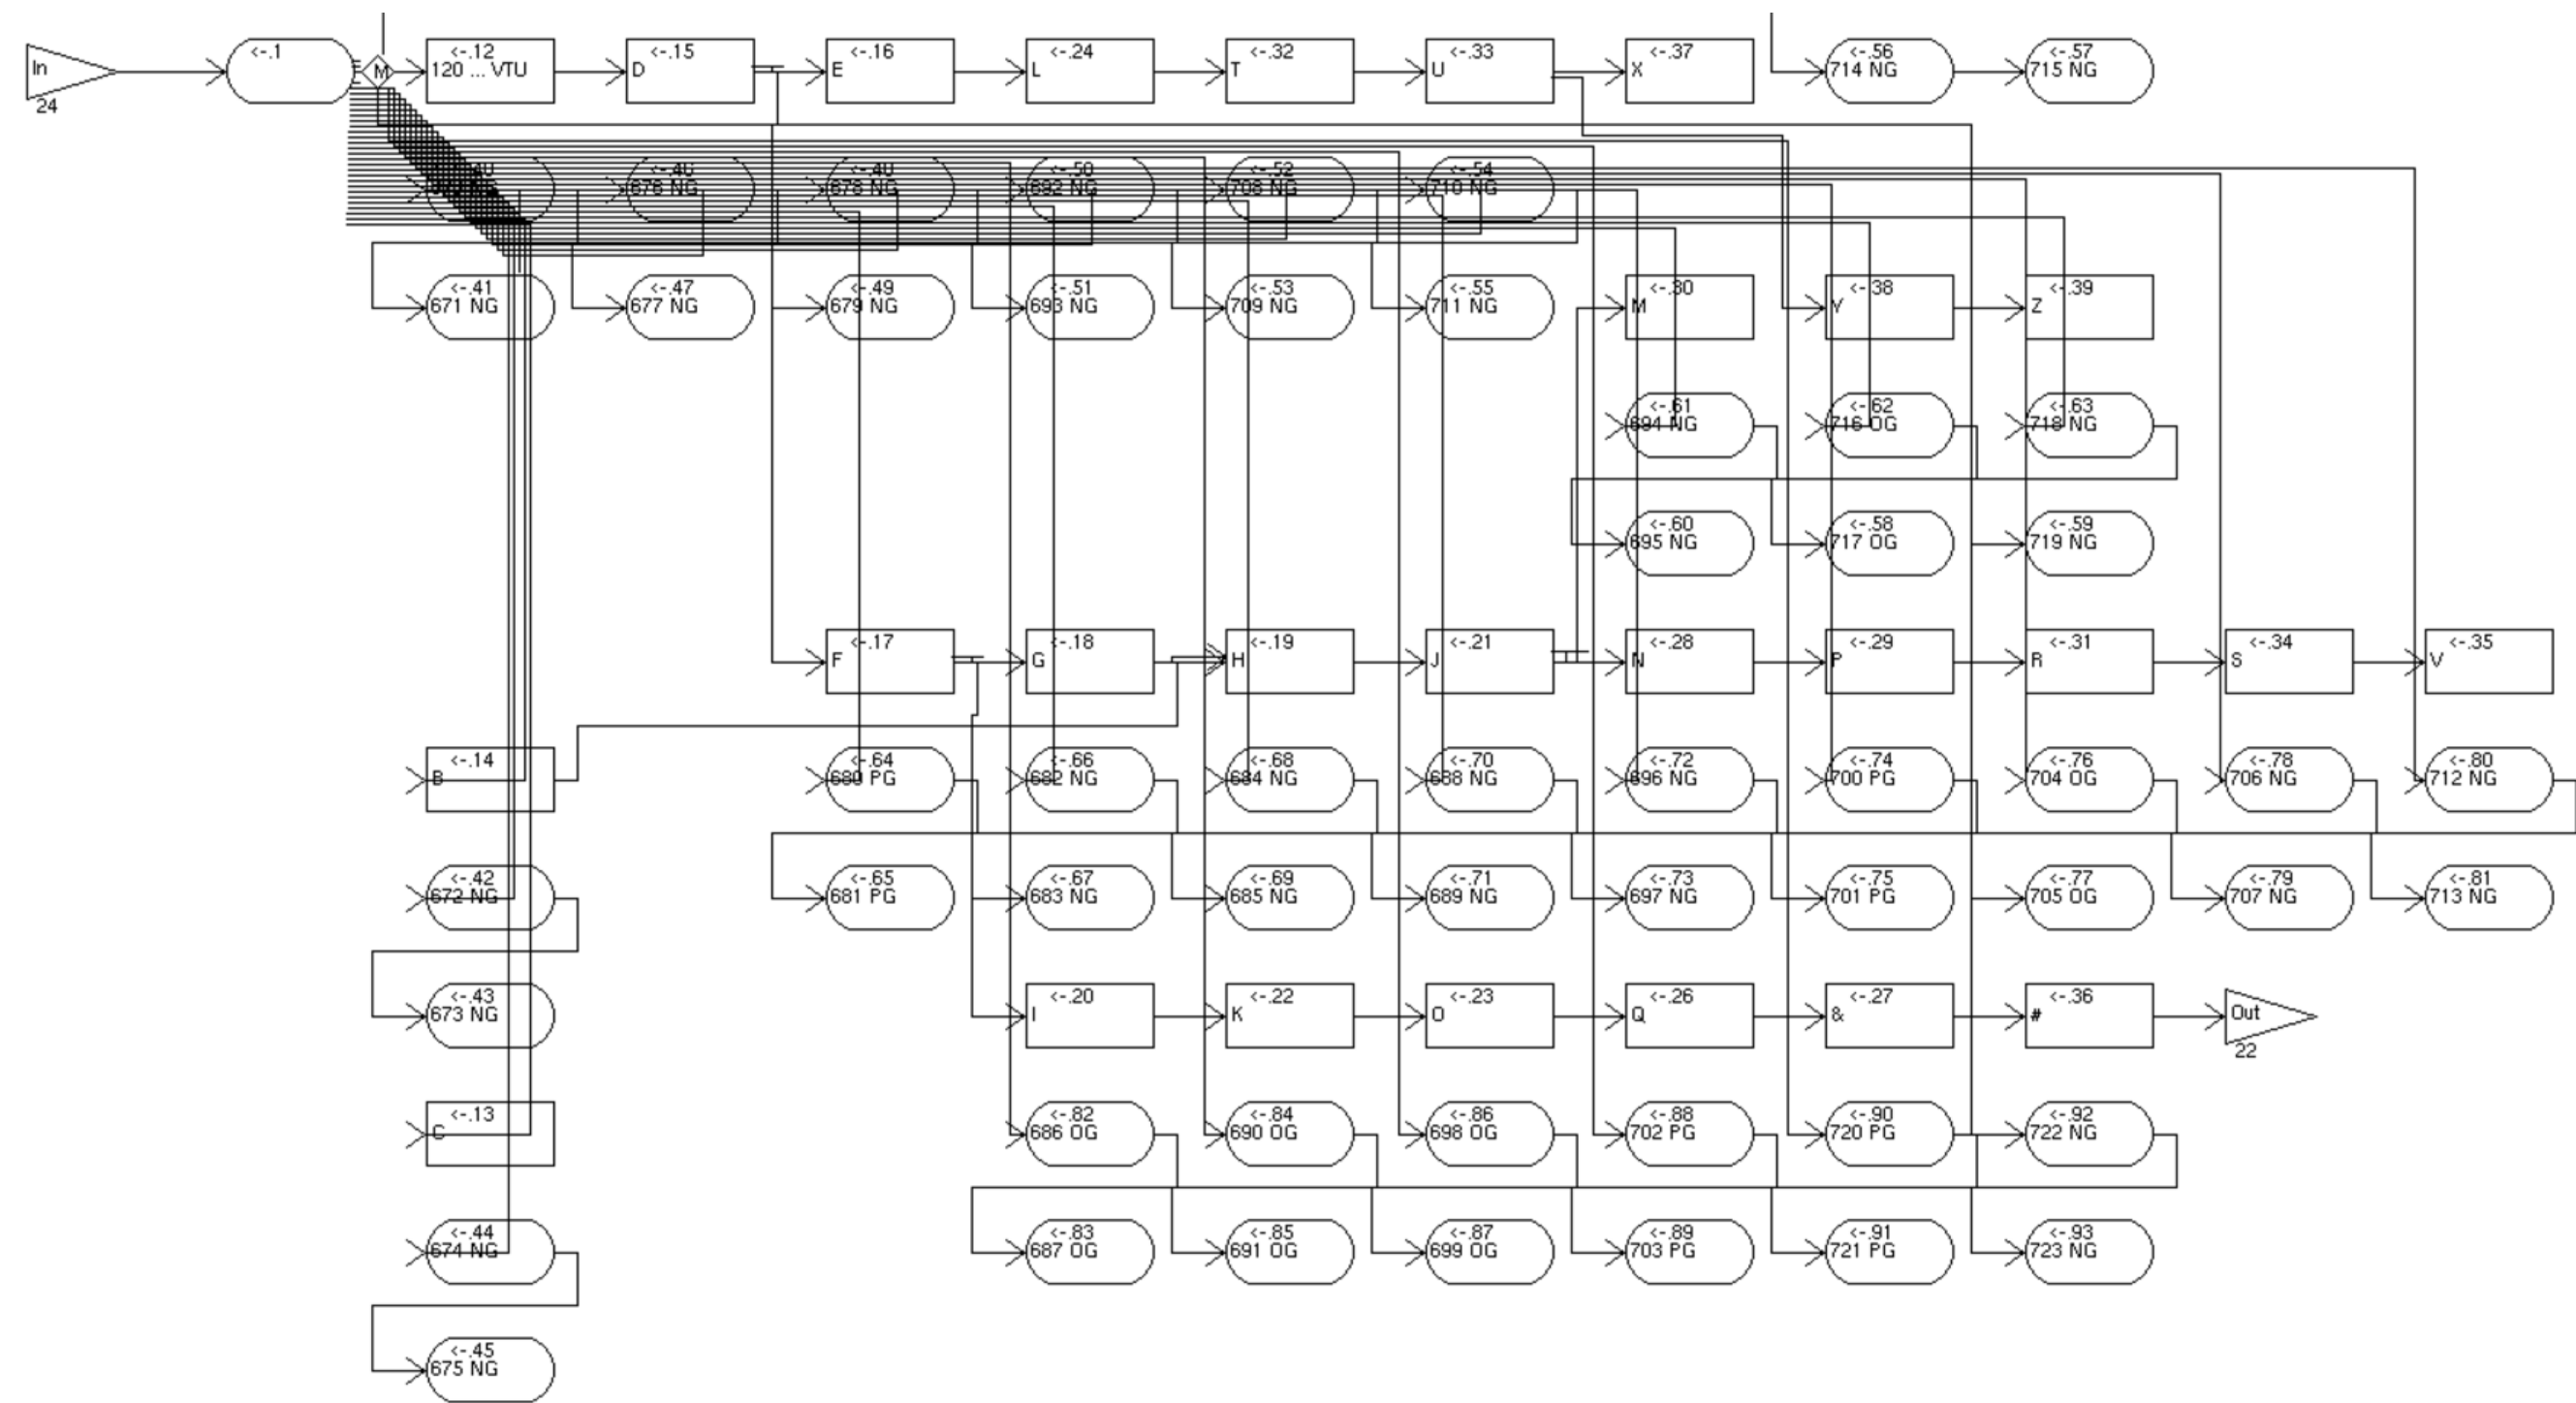 In
24
<-.1
M
<-.12
120 ... VTU
<-.15
D
<-.16
E
<-.24
L
<-.32
T
<-.33
U
<-.37
X
<-.56
714 NG
<-.57
715 NG
676 NG
678 NG
<-.50
692 NG
<-.52
708 NG
<-.54
710 NG
<-.41
671 NG
<-.47
677 NG
<-.49
679 NG
<-.51
693 NG
<-.53
709 NG
<-.55
711 NG
<-.30
M
<-.38
Y
<-.39
Z
<-.61
694 NG
<-.62
716 OG
<-.63
718 NG
<-.60
695 NG
<-.58
717 OG
<-.59
719 NG
<-.17
F
<-.18
G
<-.19
H
<-.21
J
<-.28
N
<-.29
P
<-.31
R
<-.34
S
<-.35
V
<-.14
B
<-.64
680 PG
<-.66
682 NG
<-.68
684 NG
<-.70
688 NG
<-.72
696 NG
<-.74
700 PG
<-.76
704 OG
<-.78
706 NG
<-.80
712 NG
<-.42
672 NG
<-.65
681 PG
<-.67
683 NG
<-.69
685 NG
<-.71
689 NG
<-.73
697 NG
<-.75
701 PG
<-.77
705 OG
<-.79
707 NG
<-.81
713 NG
<-.43
673 NG
<-.20
I
<-.22
K
<-.23
O
<-.26
Q
<-.27
&
<-.36
#
Out
22
<-.13
C
<-.82
686 OG
<-.84
690 OG
<-.86
698 OG
<-.88
702 PG
<-.90
720 PG
<-.92
722 NG
<-.44
674 NG
<-.83
687 OG
<-.85
691 OG
<-.87
699 OG
<-.89
703 PG
<-.91
721 PG
<-.93
723 NG
<-.45
675 NG